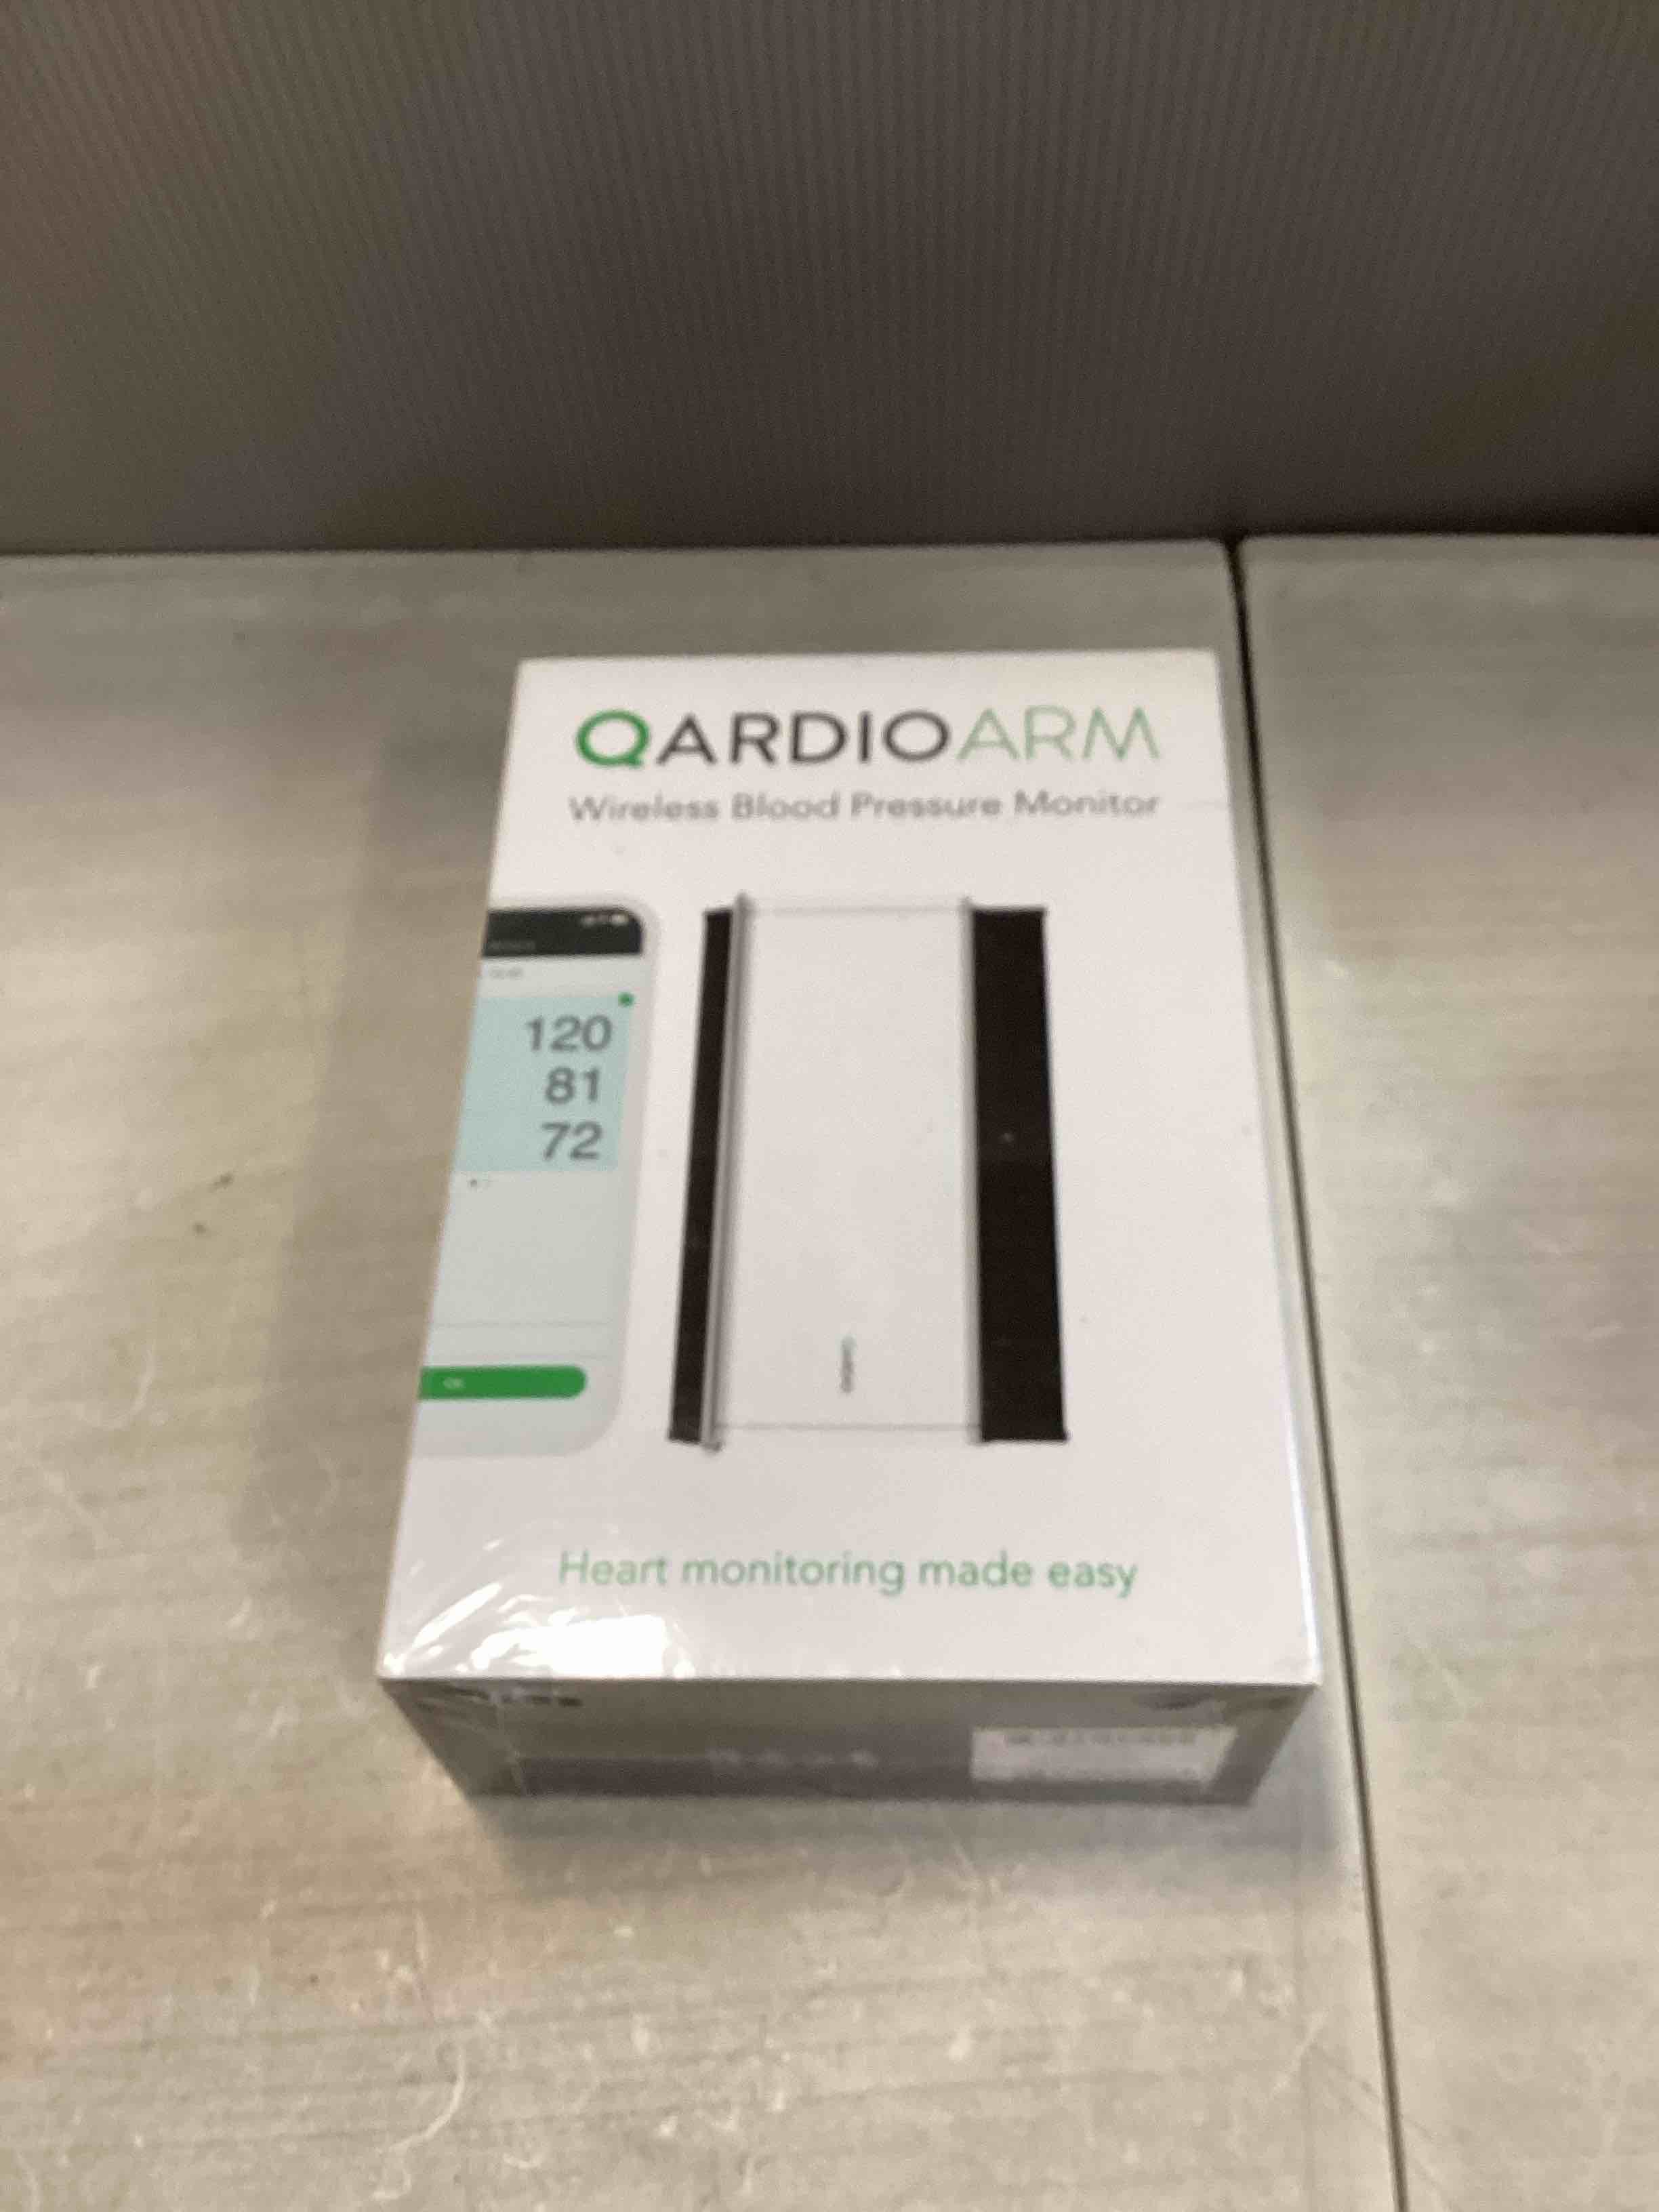 QARDIOARM
Wireless Blood Pressure Monitor
120
81
72
Heart monitoring made easy